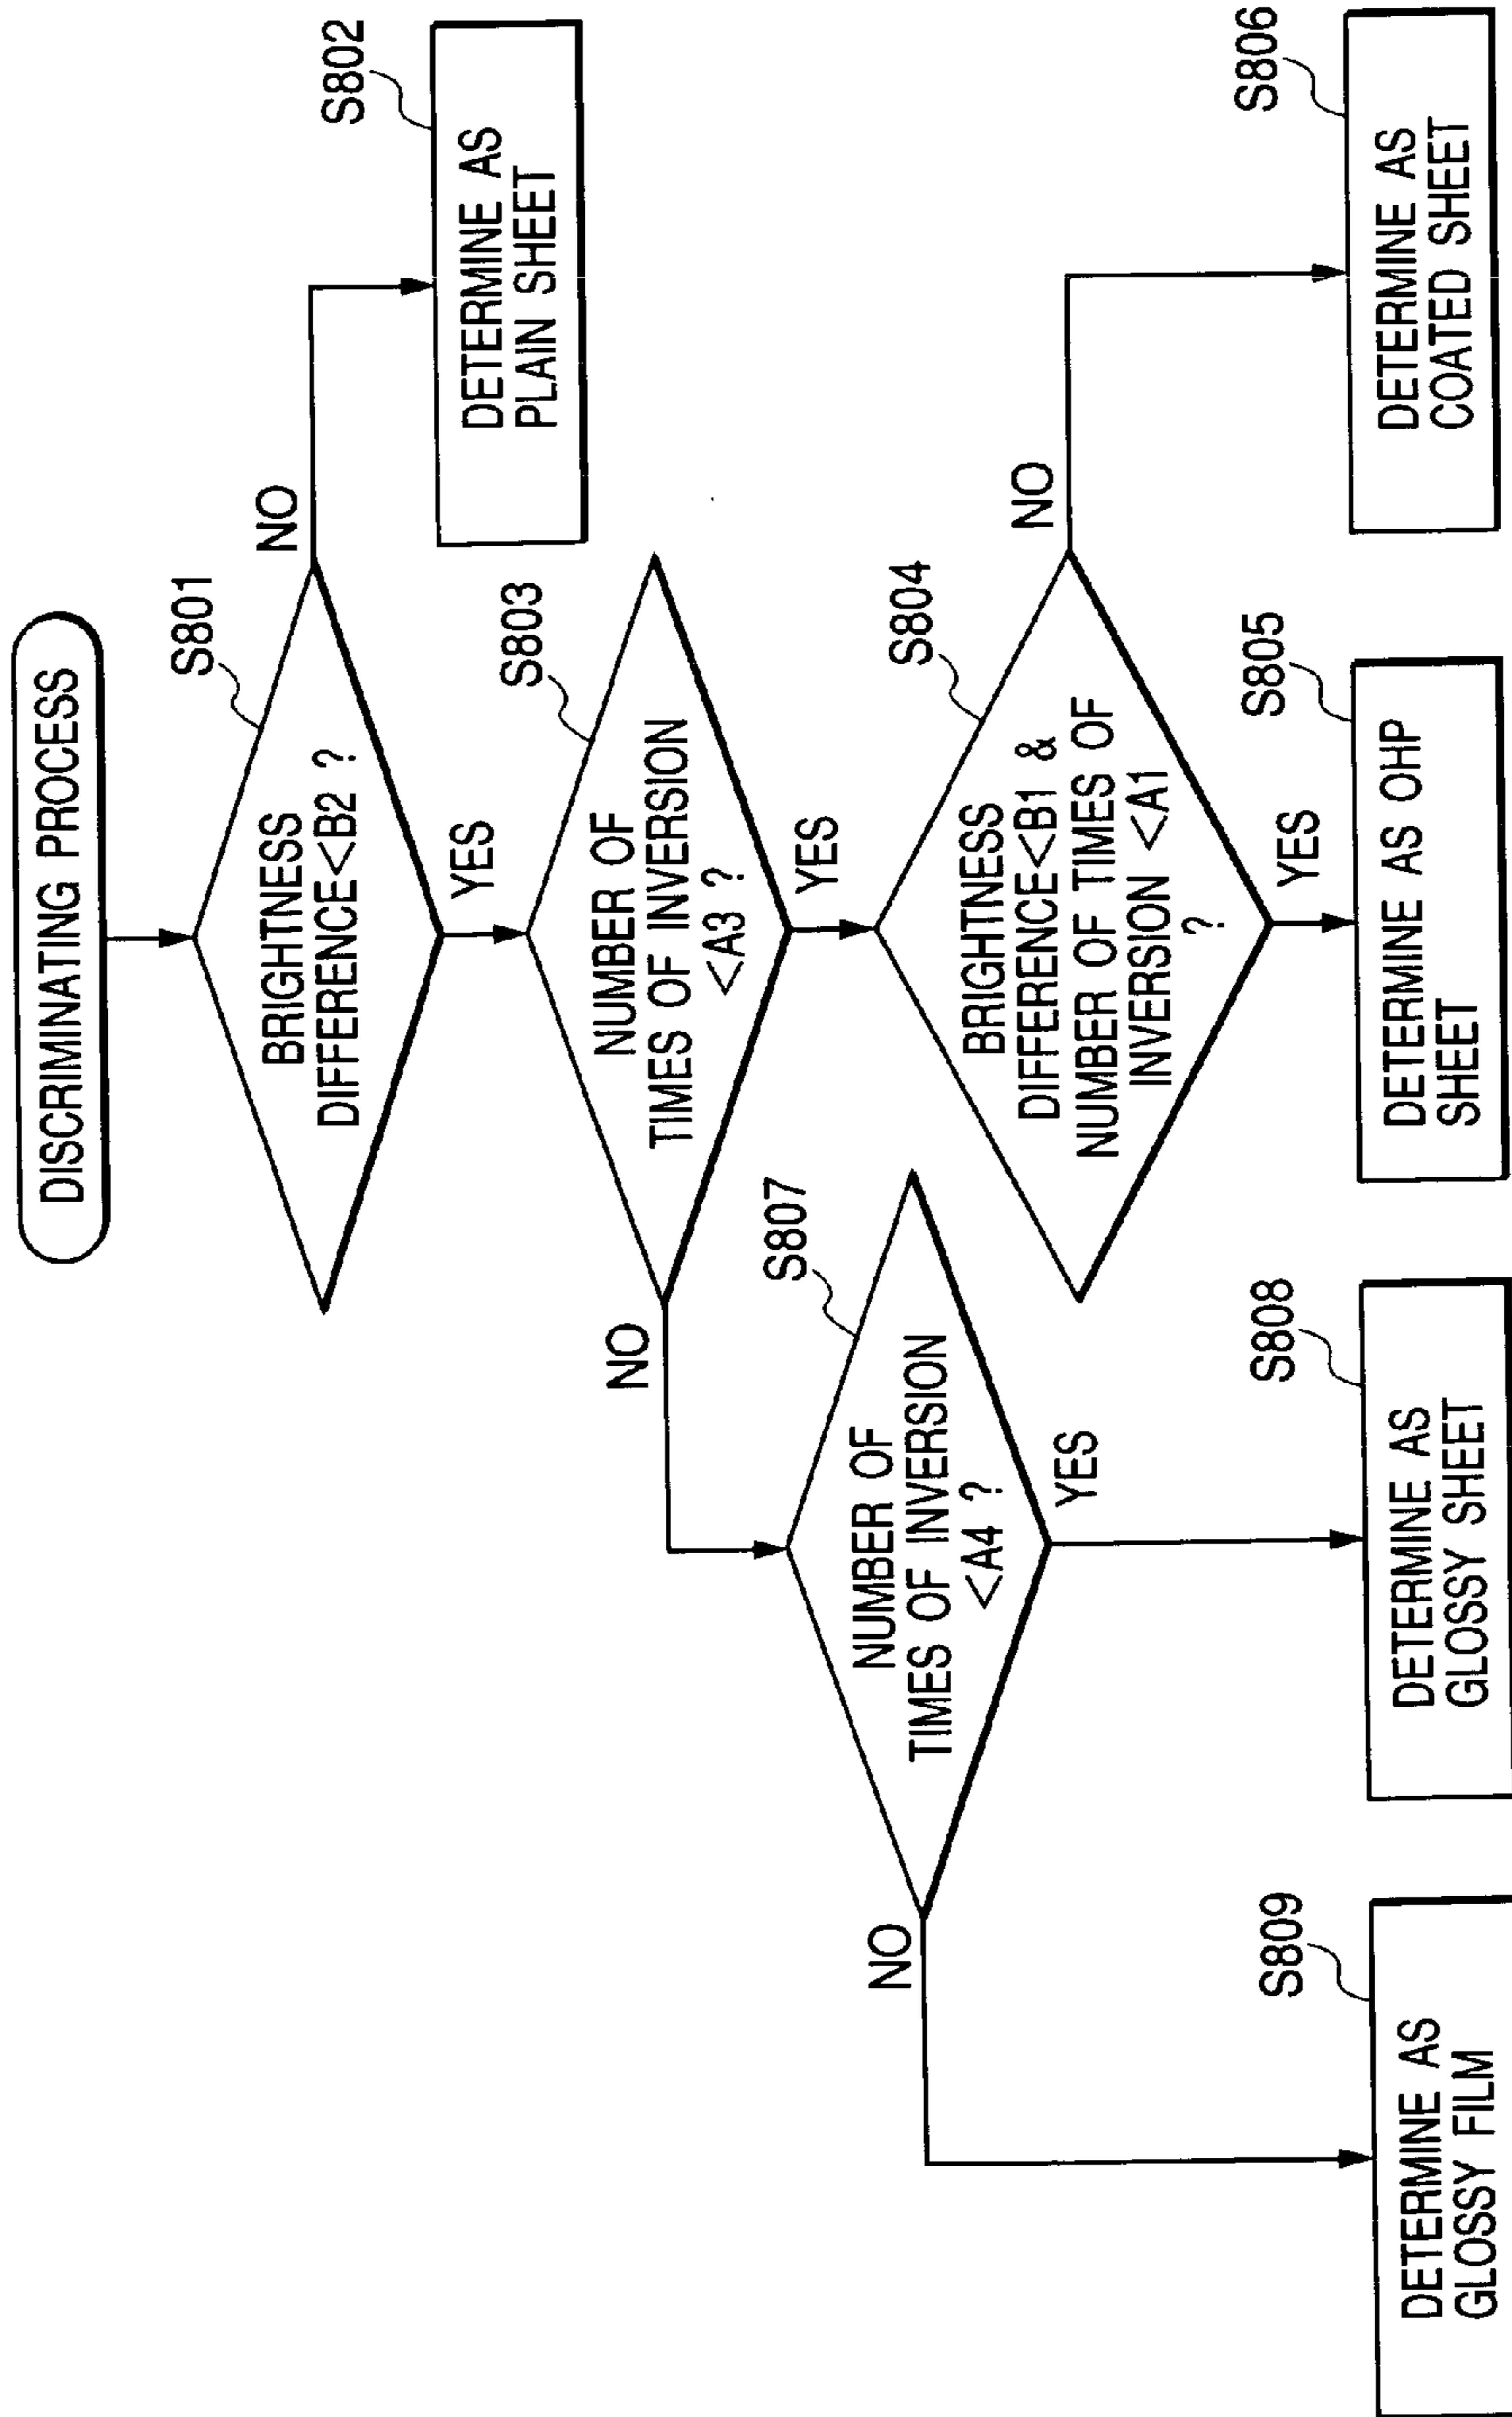 DISCRIMINATING PROCESS
S801
BRIGHTNESS
DIFFERENCE<B2 ?
NO
S802
DETERMINE AS
PLAIN SHEET
YES
S803
NUMBER OF
TIMES OF INVERSION
<A3 ?
NO
YES
S807
NUMBER OF
TIMES OF INVERSION
<A4 ?
NO
YES
S804
BRIGHTNESS
DIFFERENCE<B1 &
NUMBER OF TIMES OF
INVERSION <A1
?
NO
YES
S809
DETERMINE AS
GLOSSY FILM
S808
DETERMINE AS
GLOSSY SHEET
S805
DETERMINE AS OHP
SHEET
S806
DETERMINE AS
COATED SHEET